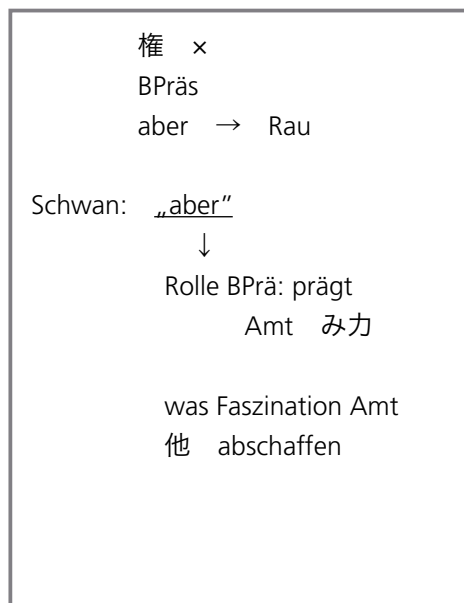 権 ×
BPräs
aber → Rau
Schwan: „aber”
↓
Rolle BPrä: prägt
Amt み力
was Faszination Amt
他 abschaffen